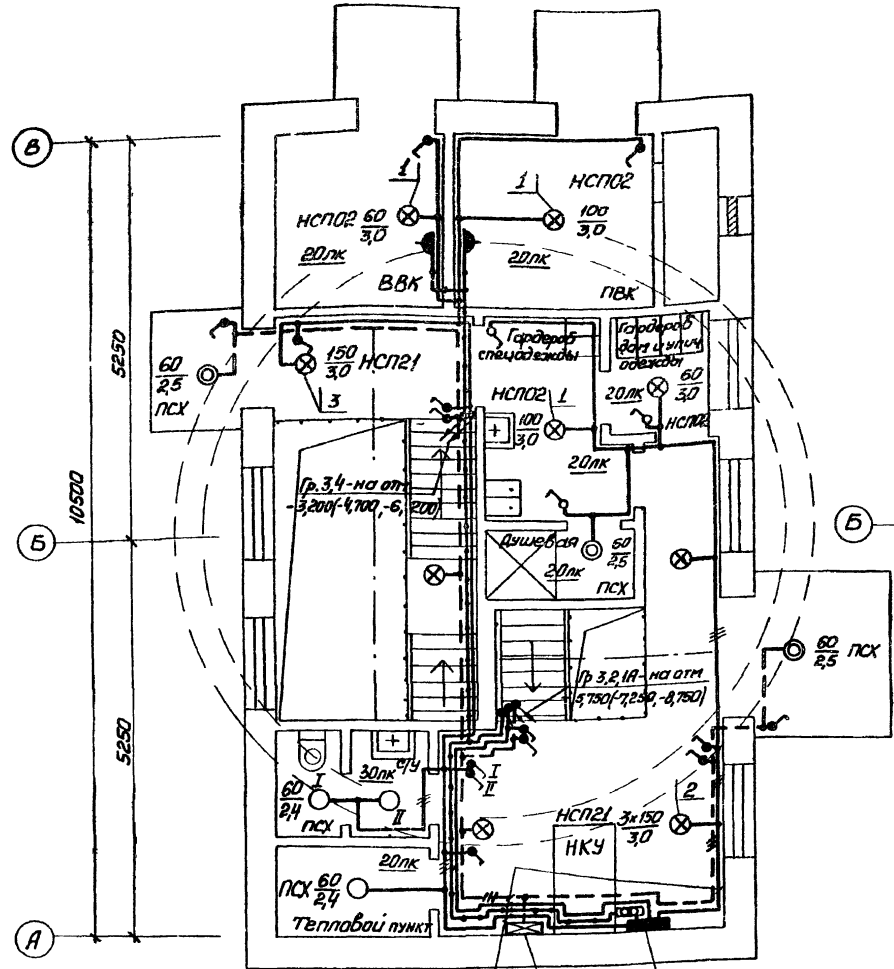 В
1
1
НСП02
НСП02 60/3,0
100/3,0
20лк
20лк
ВВК
ПВК
5250
60/2,5
ПСХ
150/3,0 НСП21
3
Гардероб
спецодежды
Гардероб
дом и улич
одежды
20лк
60/3,0
НСП02
НСП02 1
100/3,0
20лк
10500
Гр.3,4-на отм
-3,200(-4,700,-6,200)
Б
Б
Душевая
20лк
60/2,5
ПСХ
60/2,5 ПСХ
Гр 3,2,1А-на отм
-5,750(-7,250,-8,750)
5250
30лк
С/У
I
60/2,4
II
ПСХ
I
II
2
НСП21 3х150/3,0
НКУ
20лк
ПСХ 60/2,4
Тепловой пункт
А